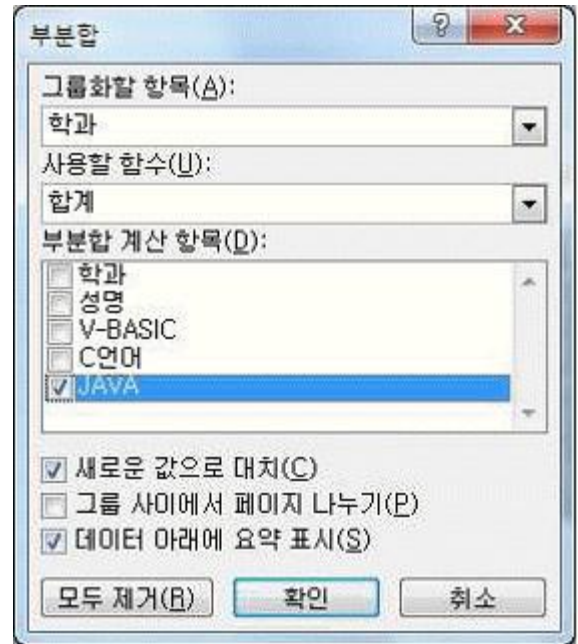 부분합
그룹화할 항목(A):
학과
사용할 함수(U):
합계
부분합 계산 항목(D):
학과
성명
V-BASIC
C언어
JAVA
새로운 값으로 대치(C)
그룹 사이에서 페이지 나누기(P)
데이터 아래에 요약 표시(S)
모두 제거(R) 확인 취소